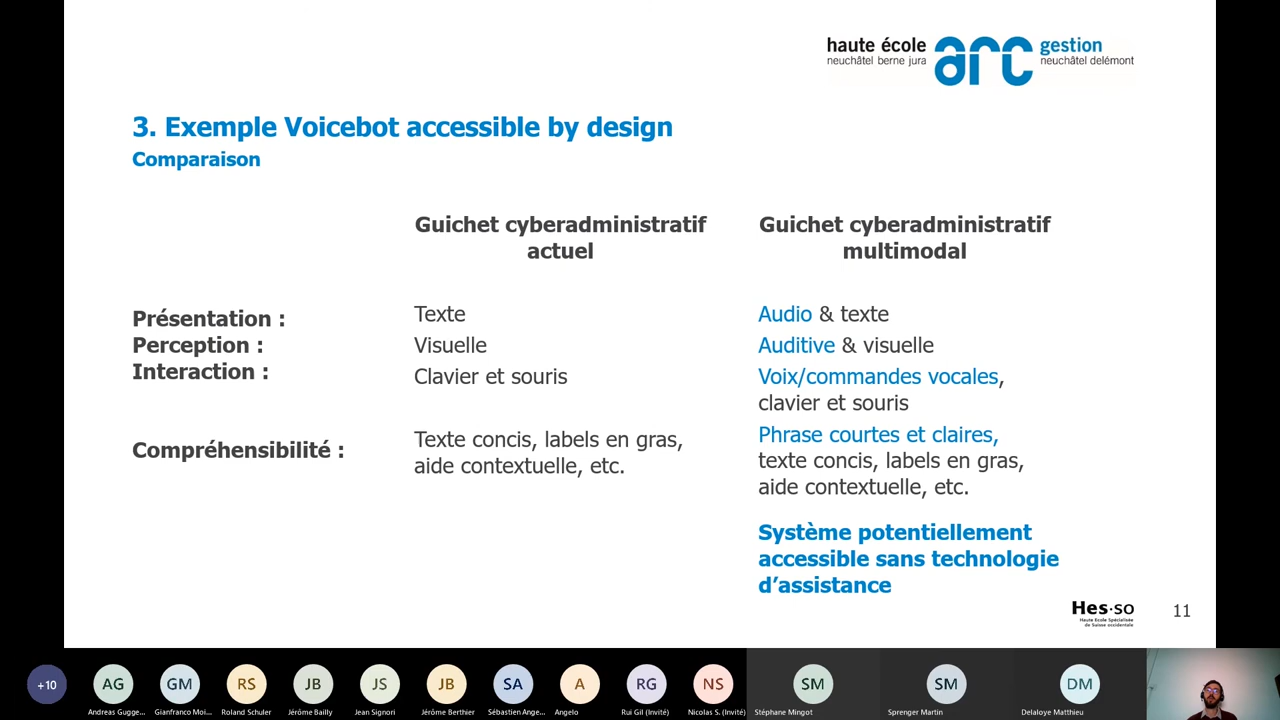 haute école
neuchâtel berne jura
arc
gestion
neuchâtel delémont
3. Exemple Voicebot accessible by design
Comparaison
Guichet cyberadministratif
actuel
Guichet cyberadministratif
multimodal
Présentation :
Texte
Audio & texte
Perception :
Visuelle
Auditive & visuelle
Interaction :
Clavier et souris
Voix/commandes vocales,
clavier et souris
Compréhensibilité :
Texte concis, labels en gras,
aide contextuelle, etc.
Phrase courtes et claires,
texte concis, labels en gras,
aide contextuelle, etc.
Système potentiellement
accessible sans technologie
d’assistance
Hes·so
Haute Ecole Spécialisée
de Suisse occidentale
11
+10
AG
GM
RS
JB
JS
JB
SA
A
RG
NS
SM
SM
DM
Andreas Gugge...
Gianfranco Moi...
Roland Schuler
Jérôme Bailly
Jean Signori
Jérôme Berthier
Sébastien Ange...
Angelo
Rui Gil (Invité)
Nicolas S. (Invité)
Stéphane Mingot
Sprenger Martin
Delaloye Matthieu